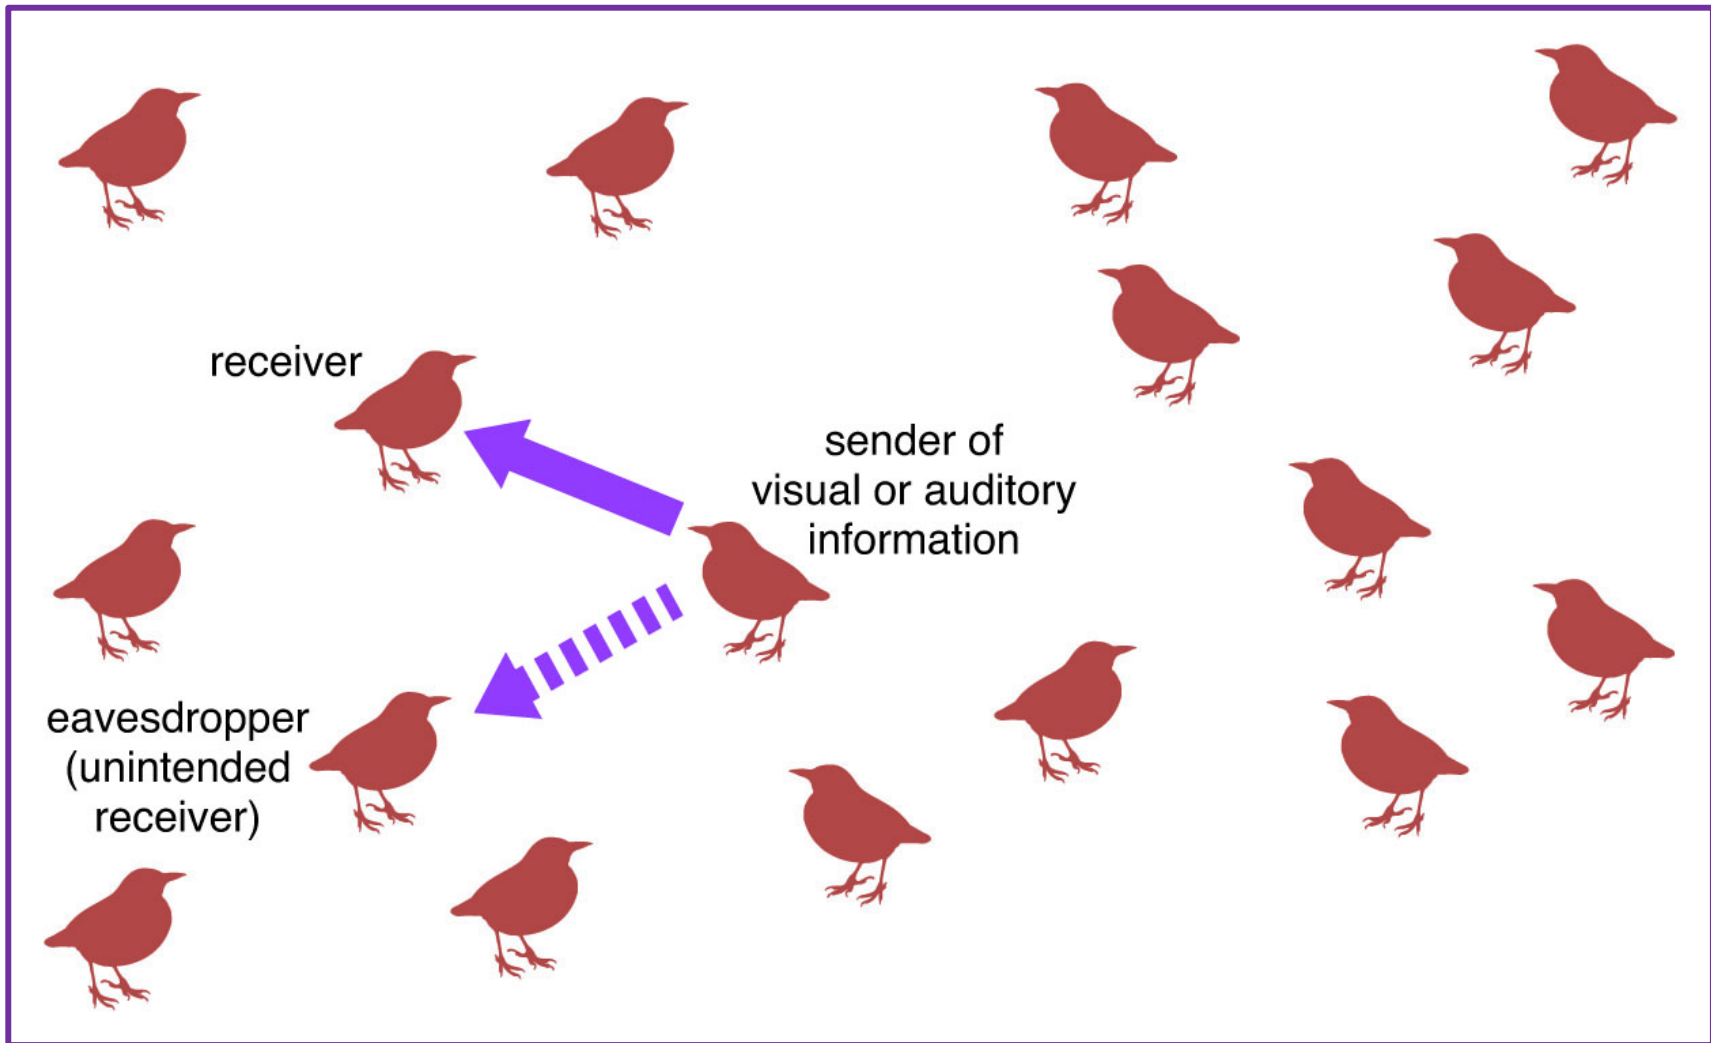 receiver
sender of
visual or auditory
information
eavesdropper
(unintended
receiver)